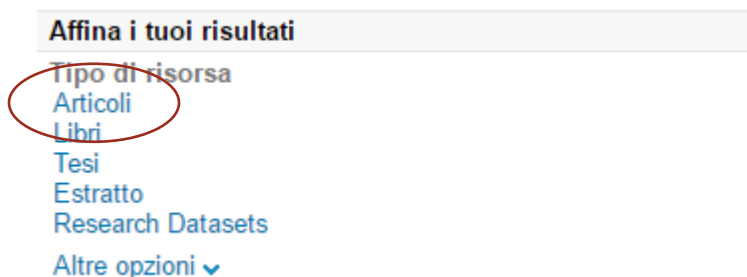 Affina i tuoi risultati
Tipo di risorsa
Articoli
Libri
Tesi
Estratto
Research Datasets
Altre opzioni